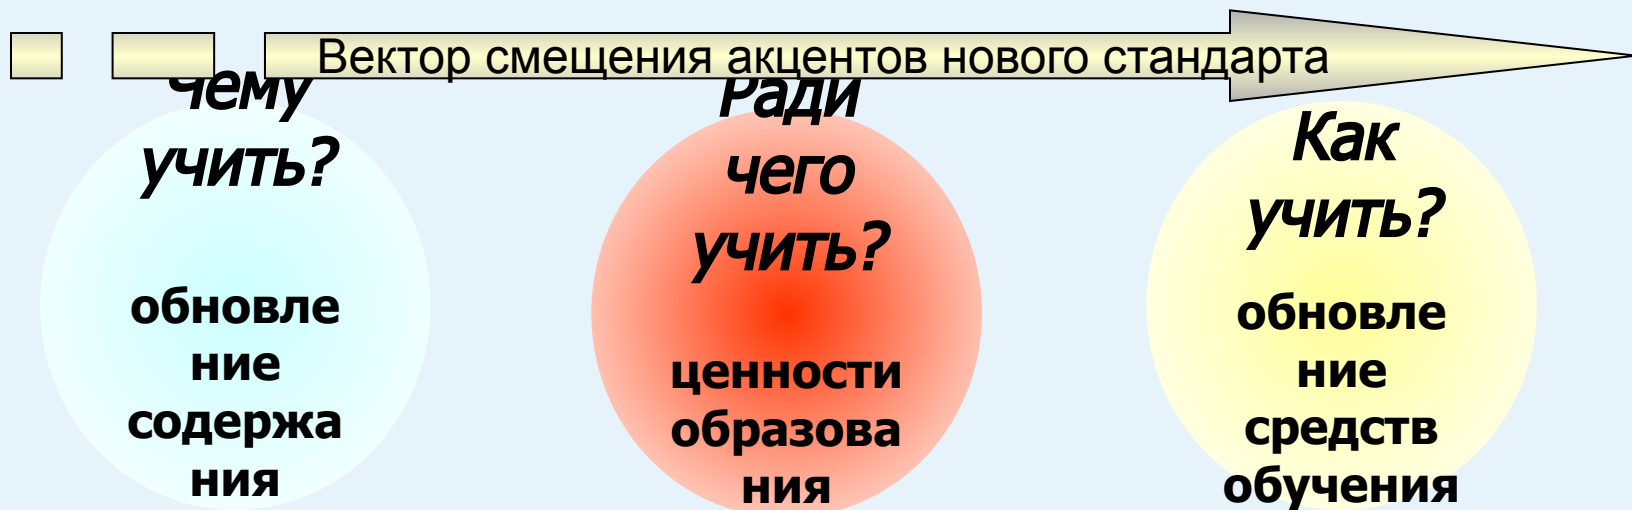 Вектор смещения акцентов нового стандарта
Чему
учить?
обновле
ние
содержа
ния
Ради
чего
учить?
ценности
образова
ния
Как
учить?
обновле
ние
средств
обучения